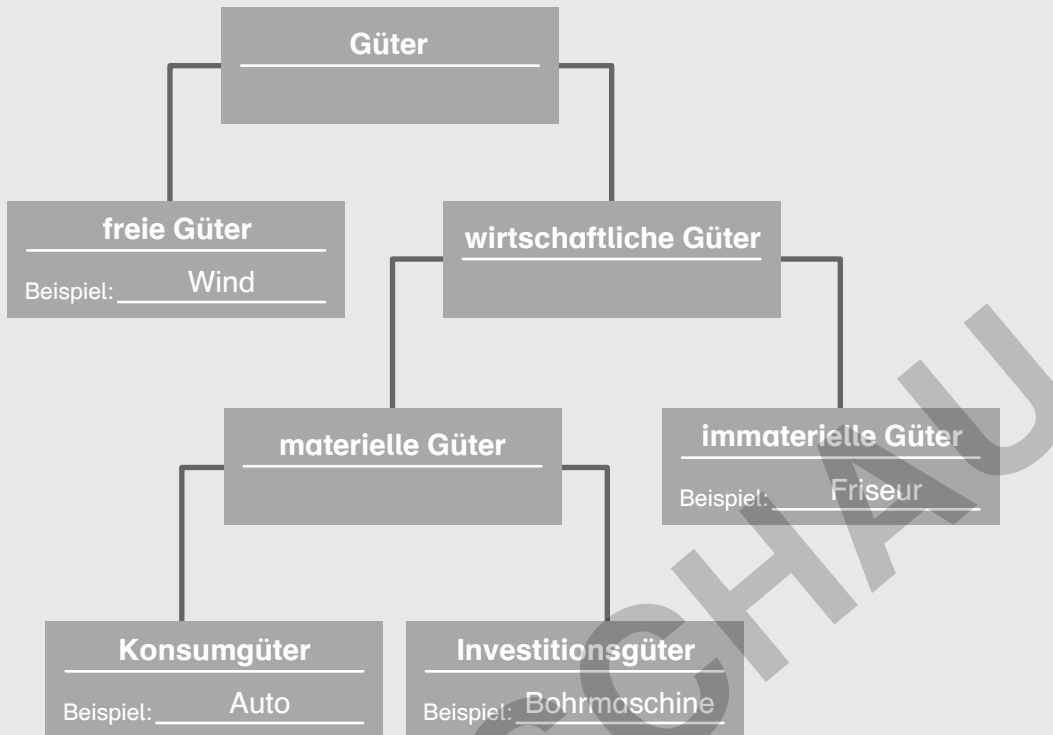 Güter
freie Güter
Beispiel: Wind
wirtschaftliche Güter
materielle Güter
immaterielle Güter
Beispiel: Friseur
Konsumgüter
Beispiel: Auto
Investitionsgüter
Beispiel: Bohrmaschine
SCHAU